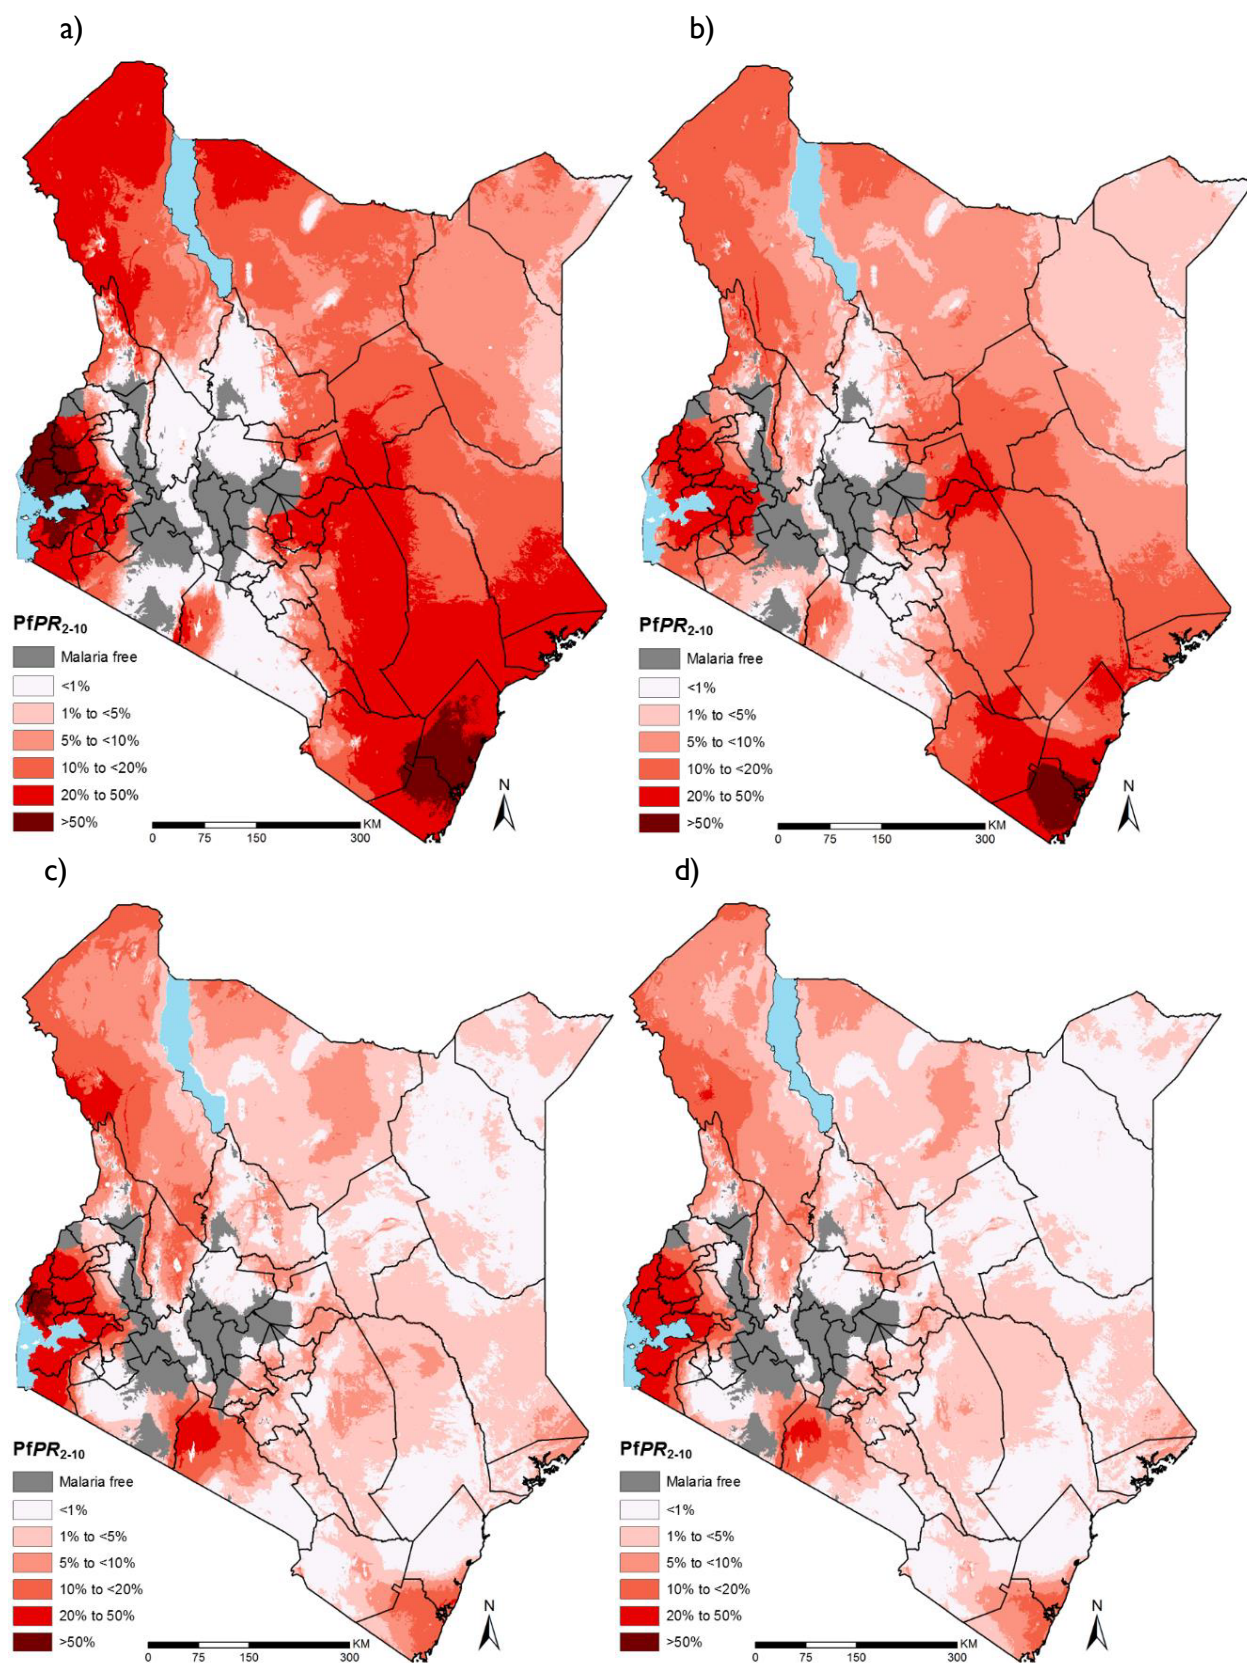 a)
b)
PfPR2-10
Malaria free
<1%
1% to <5%
5% to <10%
10% to <20%
20% to 50%
>50%
KM
0 75 150 300
N
PfPR2-10
Malaria free
<1%
1% to <5%
5% to <10%
10% to <20%
20% to 50%
>50%
KM
0 75 150 300
N
c)
d)
PfPR2-10
Malaria free
<1%
1% to <5%
5% to <10%
10% to <20%
20% to 50%
>50%
KM
0 75 150 300
N
PfPR2-10
Malaria free
<1%
1% to <5%
5% to <10%
10% to <20%
20% to 50%
>50%
KM
0 75 150 300
N